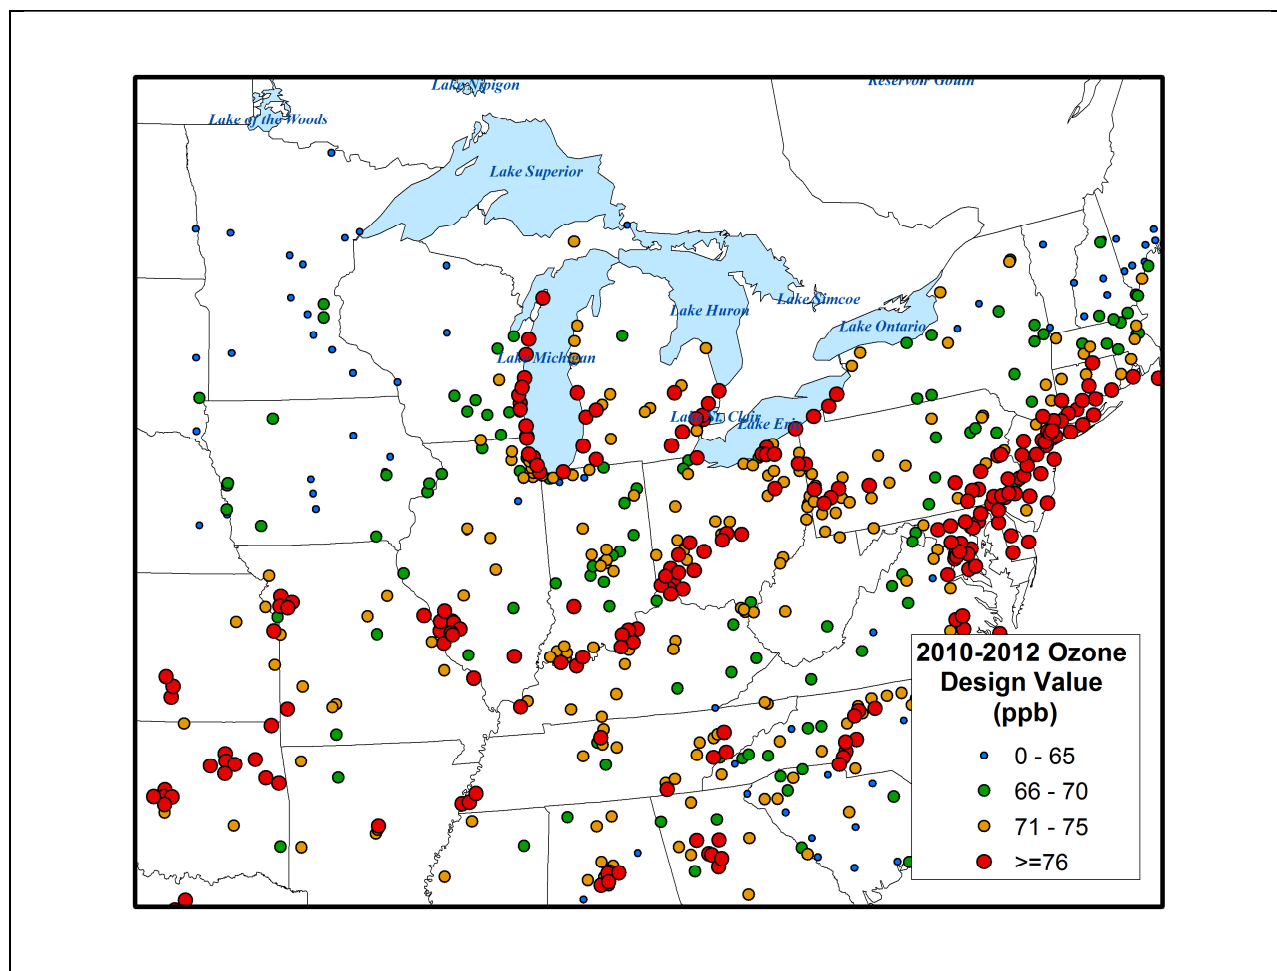 Lake Nipigon
Reservoir Gouin
Lake of the Woods
Lake Superior
Lake Simcoe
Lake Huron
Lake Ontario
Lake Michigan
Lake St. Clair
Lake Erie
2010-2012 Ozone
Design Value
(ppb)
0 - 65
66 - 70
71 - 75
>=76